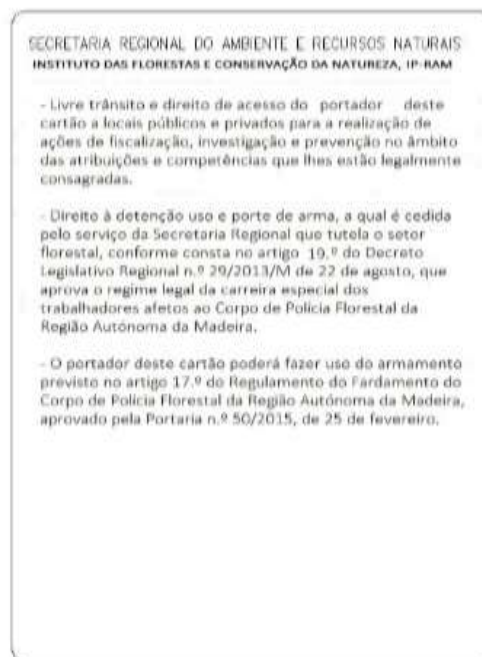 SECRETARIA REGIONAL DO AMBIENTE E RECURSOS NATURAIS
INSTITUTO DAS FLORESTAS E CONSERVAÇÃO DA NATUREZA, IP-RAM
- Livre trânsito e direito de acesso do portador deste
cartão a locais públicos e privados para a realização de
ações de fiscalização, investigação e prevenção no âmbito
das atribuições e competências que lhes estão legalmente
consagradas.
- Direito à detenção uso e porte de arma, a qual é cedida
pelo serviço da Secretaria Regional que tutela o setor
florestal, conforme consta no artigo 19.º do Decreto
Legislativo Regional n.º 29/2013/M de 22 de agosto, que
aprova o regime legal da carreira especial dos
trabalhadores afetos ao Corpo de Polícia Florestal da
Região Autónoma da Madeira.
- O portador deste cartão poderá fazer uso do armamento
previsto no artigo 17.º do Regulamento do Fardamento do
Corpo de Polícia Florestal da Região Autónoma da Madeira,
aprovado pela Portaria n.º 50/2015, de 25 de fevereiro.